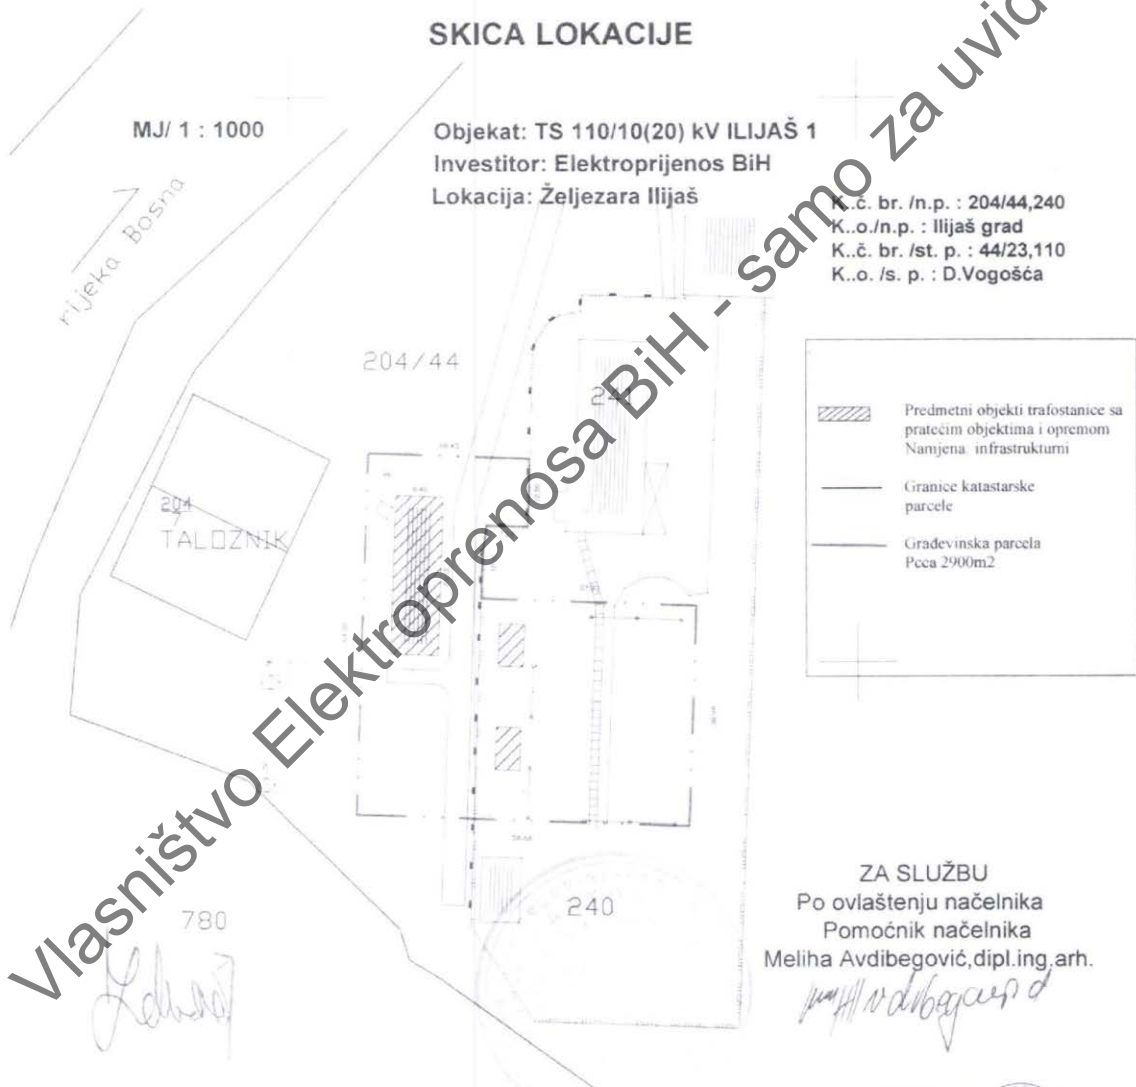 SKICA LOKACIJE
MJ/ 1 : 1000
Objekat: TS 110/10(20) kV ILIJAŠ 1
Investitor: Elektroprijenos BiH
Lokacija: Željezara Ilijaš
K..č. br. /n.p. : 204/44,240
K..o./n.p. : Ilijaš grad
K..č. br. /st. p. : 44/23,110
K..o. /s. p. : D.Vogošća
rijeka Bosna
204/44
241
Predmetni objekti trafostanice sa
pratećim objektima i opremom
Namjena infrastrukturni
Granice katastarske
parcele
Građevinska parcela
Pcca 2900m2
204
7
TALOZNIK
240
780
ZA SLUŽBU
Po ovlaštenju načelnika
Pomoćnik načelnika
Meliha Avdibegović,dipl.ing.arh.
Vlasništvo Elektroprenosa BiH - samo za uvid